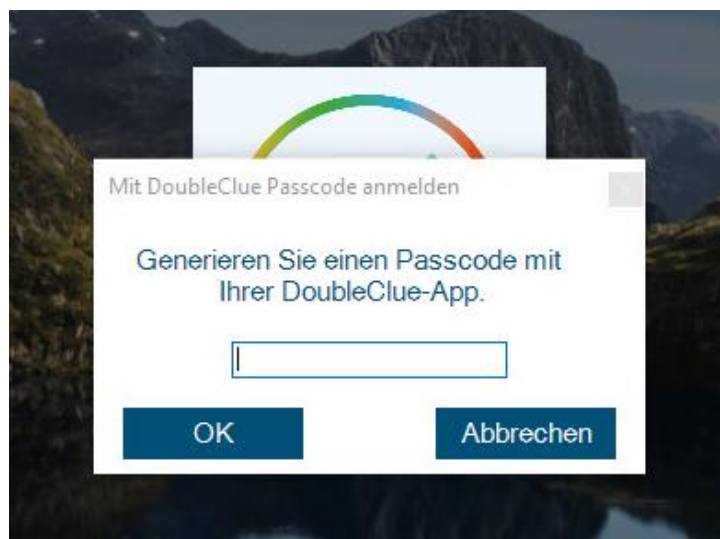 Mit DoubleClue Passcode anmelden
Generieren Sie einen Passcode mit
Ihrer DoubleClue-App.
OK
Abbrechen